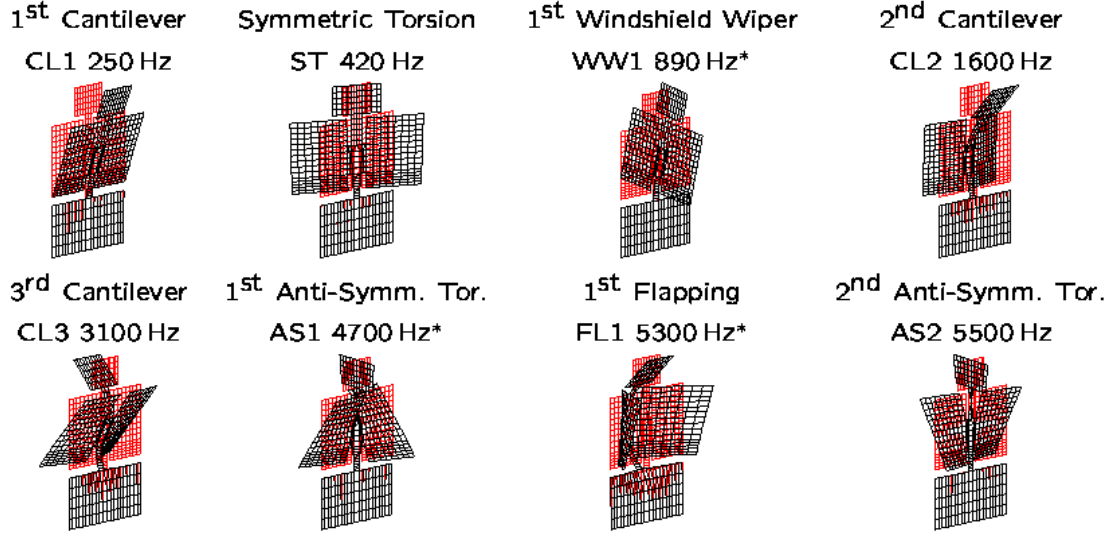 1st Cantilever
CL1 250 Hz
Symmetric Torsion
ST 420 Hz
1st Windshield Wiper
WW1 890 Hz*
2nd Cantilever
CL2 1600 Hz
3rd Cantilever
CL3 3100 Hz
1st Anti-Symm. Tor.
AS1 4700 Hz*
1st Flapping
FL1 5300 Hz*
2nd Anti-Symm. Tor.
AS2 5500 Hz